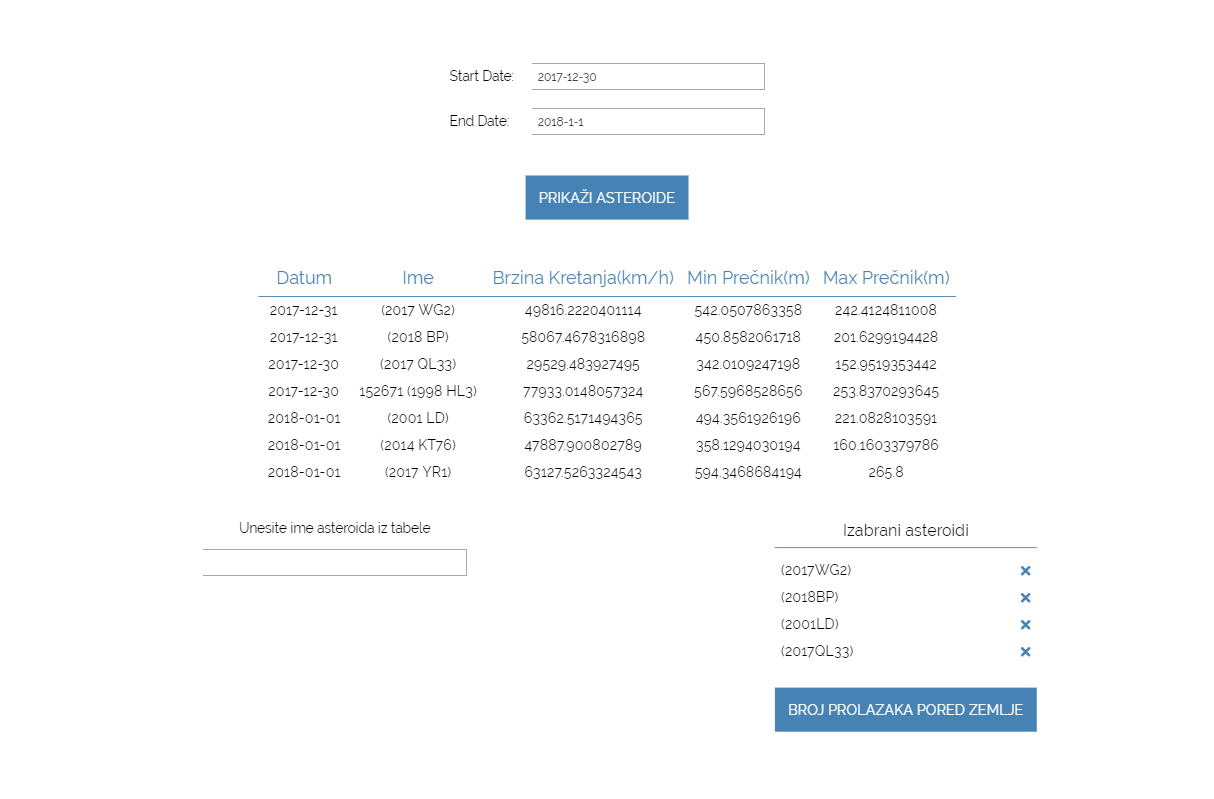 Start Date: 2017-12-30
End Date: 2018-1-1
PRIKAŽI ASTEROIDE
Datum Ime Brzina Kretanja(km/h) Min Prečnik(m) Max Prečnik(m)
2017-12-31 (2017 WG2) 49816.2220401114 542.0507863358 242.4124811008
2017-12-31 (2018 BP) 58067.4678316898 450.8582061718 201.6299194428
2017-12-30 (2017 QL33) 29529.483927495 342.0109247198 152.9519353442
2017-12-30 152671 (1998 HL3) 77933.0148057324 567.5968528656 253.8370293645
2018-01-01 (2001 LD) 63362.5171494365 494.3561926196 221.0828103591
2018-01-01 (2014 KT76) 47887.900802789 358.1294030194 160.1603379786
2018-01-01 (2017 YR1) 63127.5263324543 594.3468684194 265.8
Unesite ime asteroida iz tabele
Izabrani asteroidi
(2017WG2)
(2018BP)
(2001LD)
(2017QL33)
BROJ PROLAZAKA PORED ZEMLJE